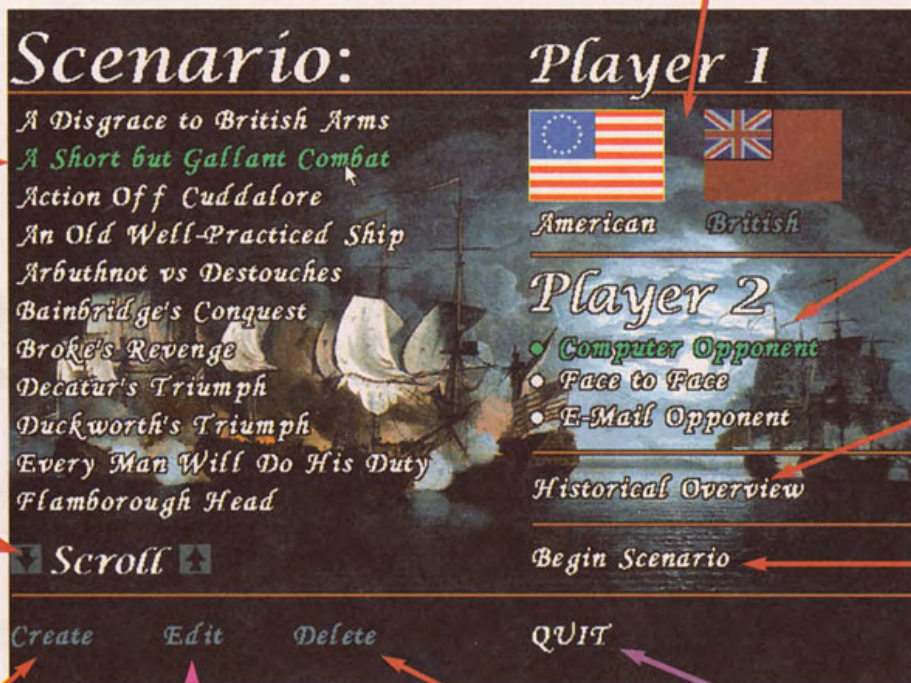 Scenario:
A Disgrace to British Arms
A Short but Gallant Combat
Action Off Cuddalore
An Old Well-Practiced Ship
Arbuthnot vs Destouches
Bainbridge's Conquest
Broke's Revenge
Decatur's Triumph
Duckworth's Triumph
Every Man Will Do His Duty
Flamborough Head
Scroll
Create Edit Delete
Player 1
American British
Player 2
Computer Opponent
Face to Face
E-Mail Opponent
Historical Overview
Begin Scenario
QUIT